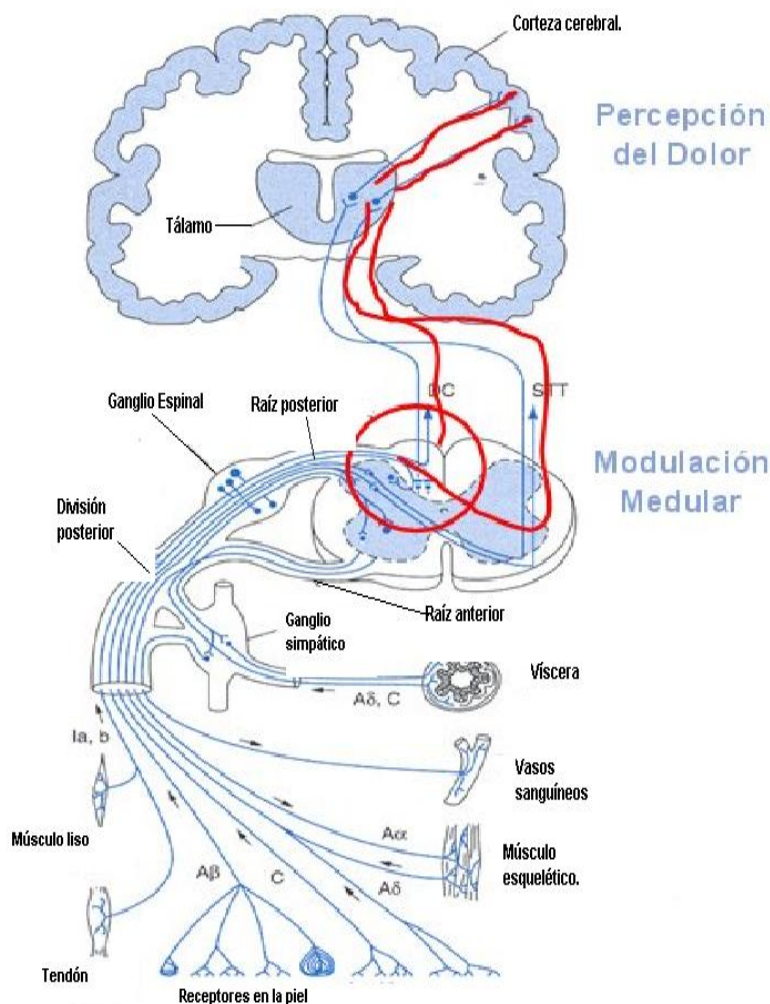 Corteza cerebral.
Percepción
del Dolor
Tálamo
DC
STT
Ganglio Espinal
Raíz posterior
Modulación
Medular
División
posterior
Raíz anterior
Ganglio
simpático
Víscera
Aδ, C
Ia, b
Vasos
sanguíneos
Músculo liso
Aα
Músculo
esquelético.
Aβ
C
Aδ
Tendón
Receptores en la piel